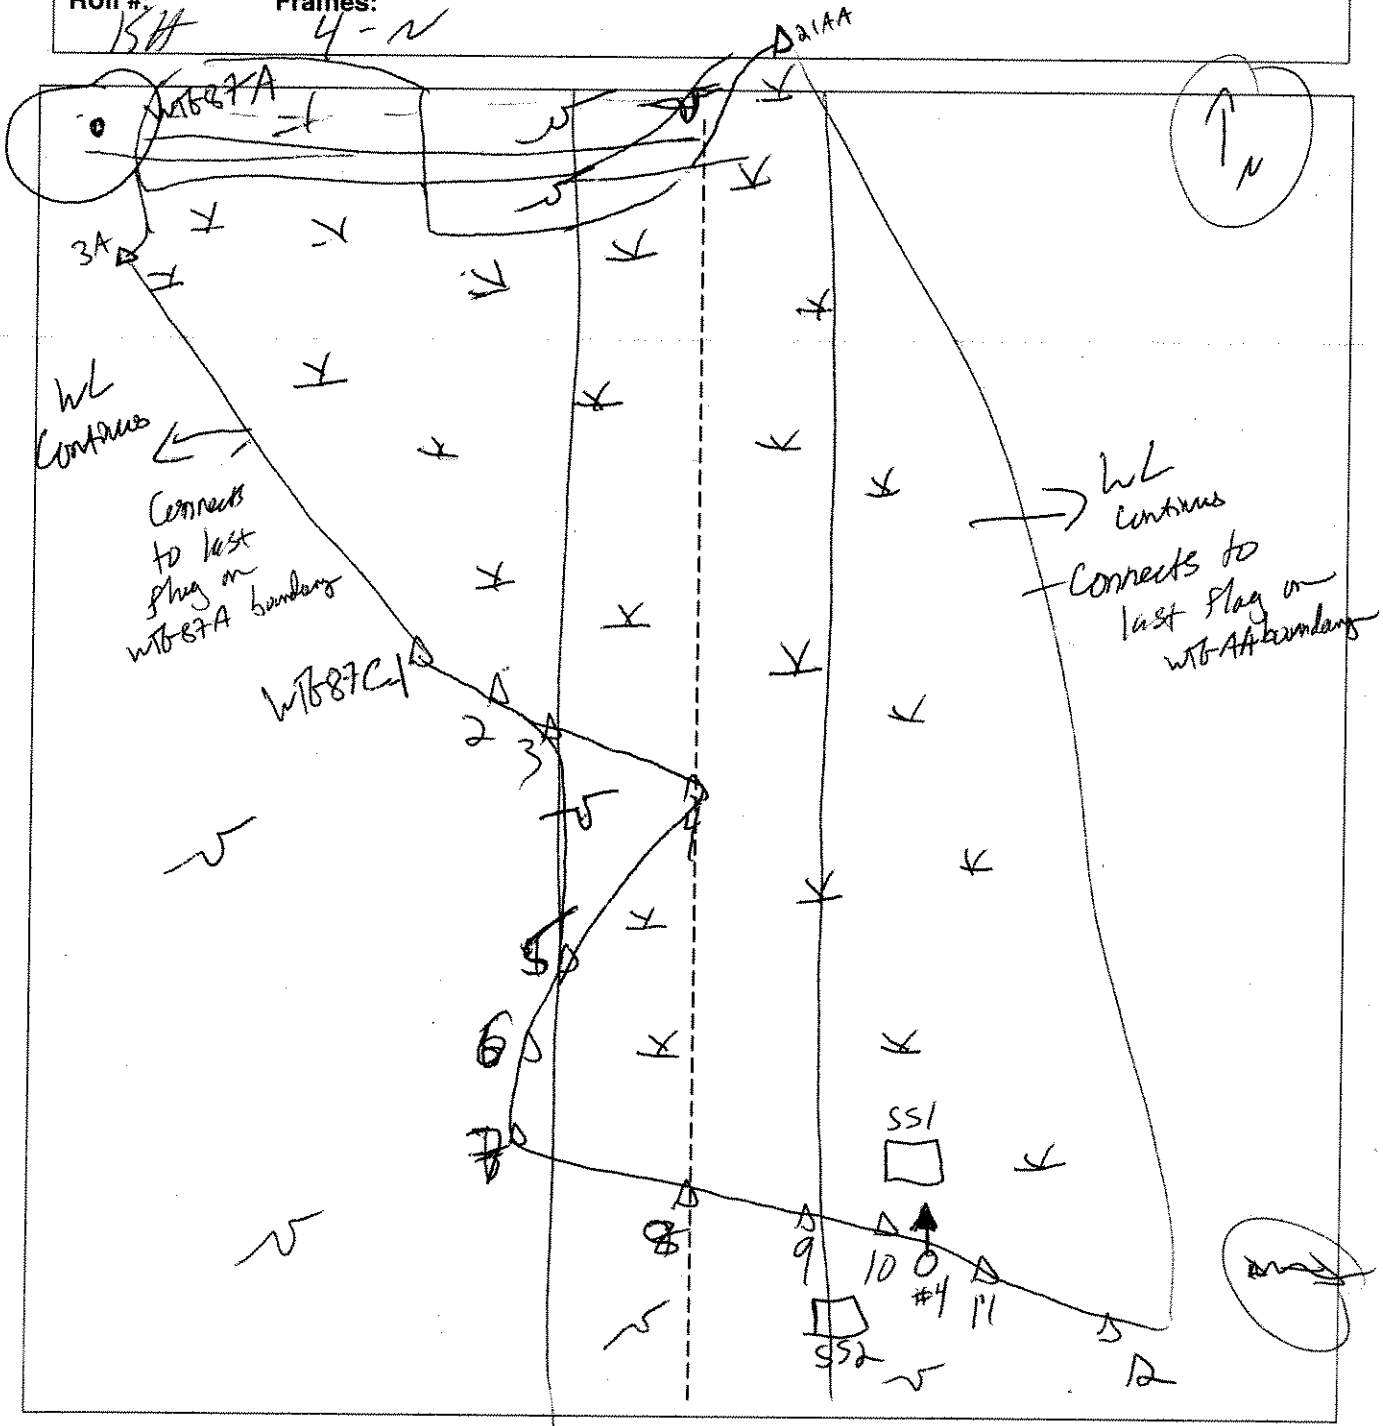 Roll #: Frames:
15# 4-N
21AA
WT687A
N
3A
WL
Continues
Connects
to last
flag on
WT687A boundary
WL
Continues
Connects to
last flag on
WT6-AA boundary
WT687C-1
2
3
4
5
6
7
SS1
8
9
10
#4
11
12
SS2